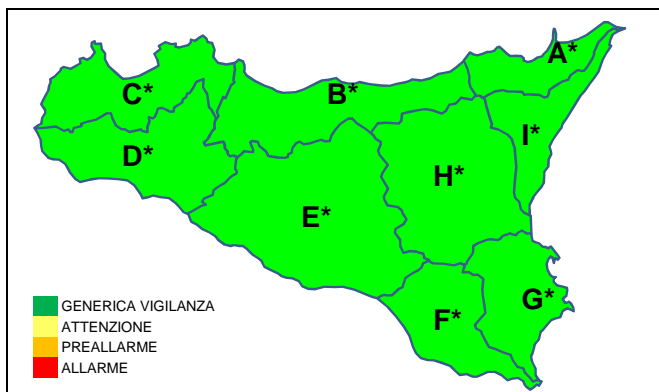 A*
B*
C*
I*
D*
H*
E*
G*
F*
GENERICA VIGILANZA
ATTENZIONE
PREALLARME
ALLARME